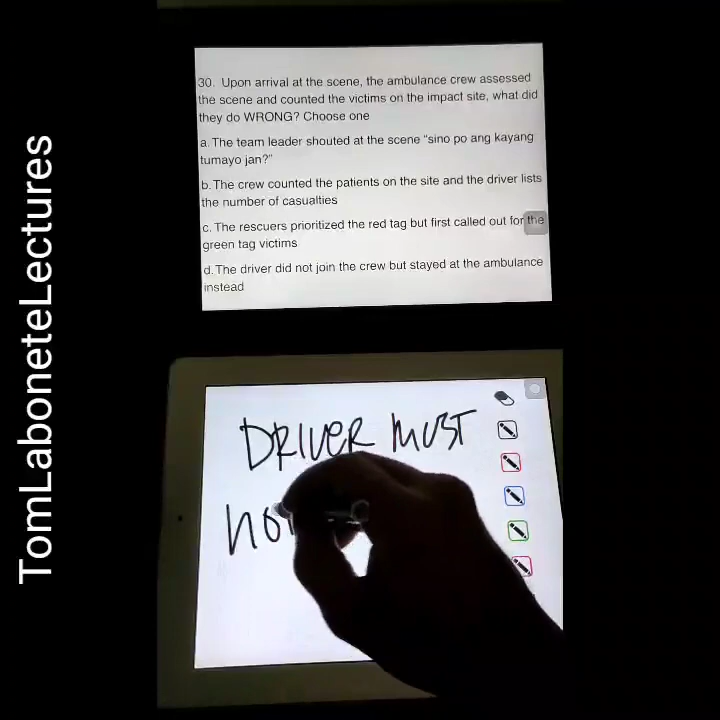 TomLaboneteLectures
30. Upon arrival at the scene, the ambulance crew assessed
the scene and counted the victims on the impact site, what did
they do WRONG? Choose one
a. The team leader shouted at the scene “sino po ang kayang
tumayo jan?”
b. The crew counted the patients on the site and the driver lists
the number of casualties
c. The rescuers prioritized the red tag but first called out for the
green tag victims
d. The driver did not join the crew but stayed at the ambulance
instead
DRIVER MUST